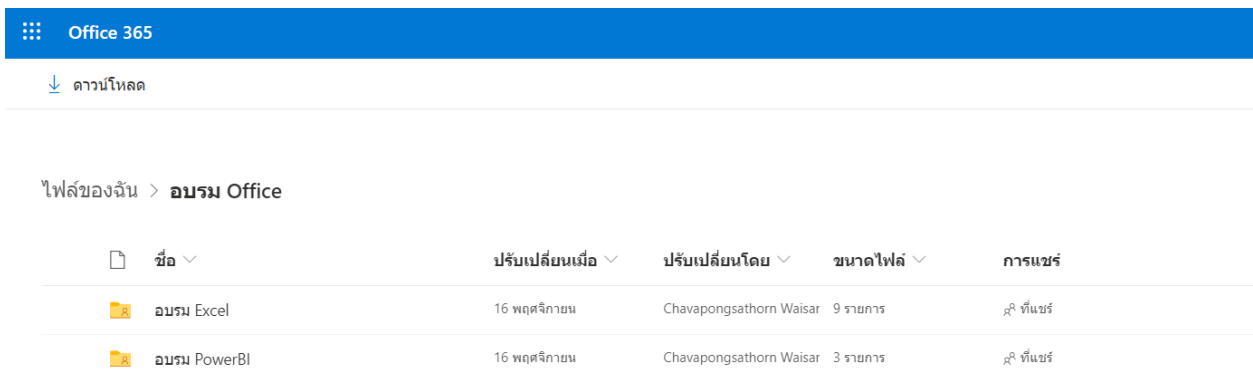 Office 365
ดาวน์โหลด
ไฟล์ของฉัน > อบรม Office
ชื่อ ปรับเปลี่ยนเมื่อ ปรับเปลี่ยนโดย ขนาดไฟล์ การแชร์
อบรม Excel 16 พฤศจิกายน Chavapongsathorn Waisar 9 รายการ ที่แชร์
อบรม PowerBI 16 พฤศจิกายน Chavapongsathorn Waisar 3 รายการ ที่แชร์